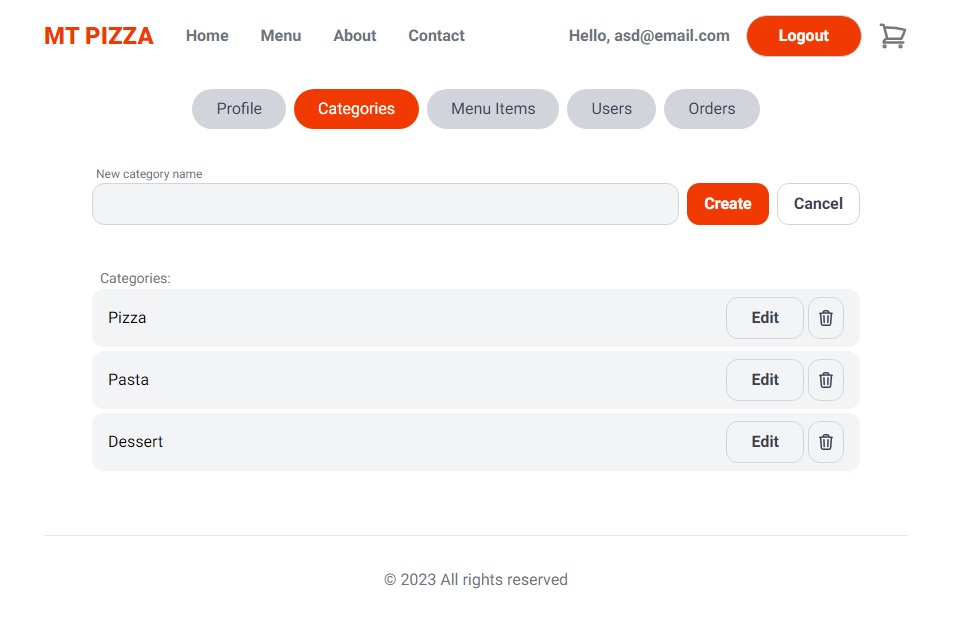 MT PIZZA Home Menu About Contact Hello, asd@email.com Logout
Profile Categories Menu Items Users Orders
New category name
Create Cancel
Categories:
Pizza Edit
Pasta Edit
Dessert Edit
© 2023 All rights reserved